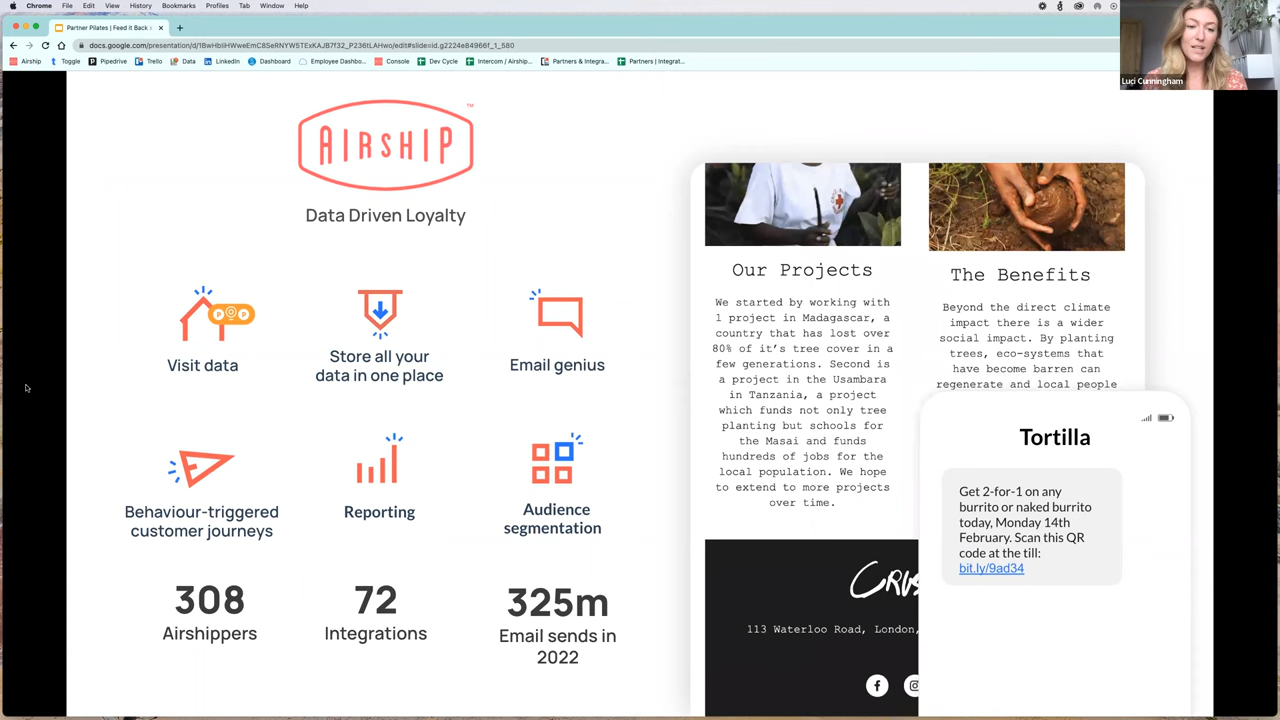 Chrome File Edit View History Bookmarks Profiles Tab Window Help
Partner Pilates | Feed it Back
docs.google.com/presentation/d/
Airship Toggle Pipedrive Trello Data LinkedIn Dashboard Employee Dashbo... Console Dev Cycle Intercom / Airship... Partners & Integra... Partners | Integrat...
Luci Cunningham
AIRSHIP
TM
Data Driven Loyalty
Visit data
Store all your
data in one place
Email genius
Behaviour-triggered
customer journeys
Reporting
Audience
segmentation
308
Airshippers
72
Integrations
325m
Email sends in
2022
Our Projects
We started by working with
1 project in Madagascar, a
country that has lost over
80% of it’s tree cover in a
few generations. Second is
a project in the Usambara
in Tanzania, a project
which funds not only tree
planting but schools for
the Masai and funds
hundreds of jobs for the
local population. We hope
to extend to more projects
over time.
The Benefits
Beyond the direct climate
impact there is a wider
social impact. By planting
trees, eco-systems that
have become barren can
regenerate and local people
113 Waterloo Road, London,
Tortilla
Get 2-for-1 on any
burrito or naked burrito
today, Monday 14th
February. Scan this QR
code at the till:
bit.ly/9ad34